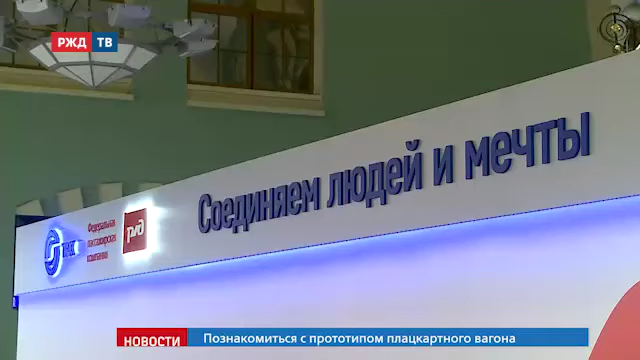 РЖД ТВ
Соединяем людей и мечты
Федеральная
пассажирская
компания
ржд
НОВОСТИ
Познакомиться с прототипом плацкартного вагона